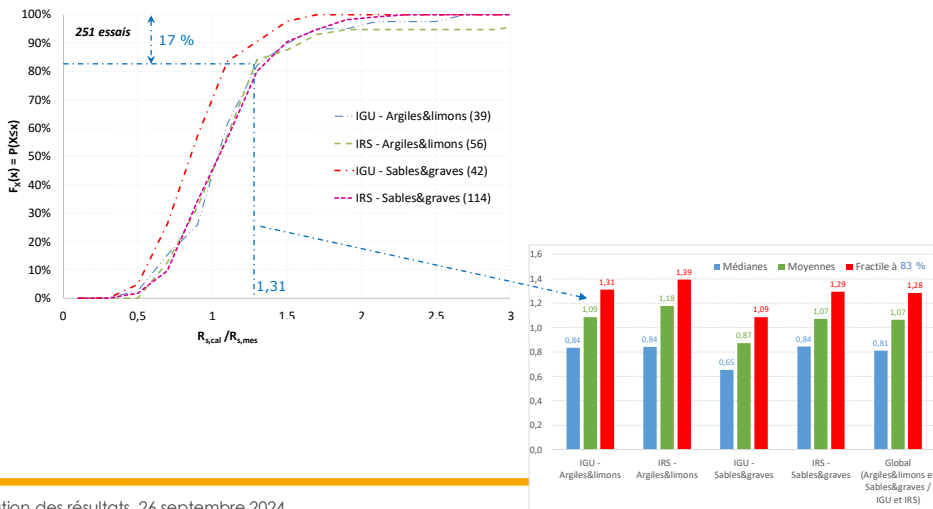 100%
90%
80%
70%
60%
50%
40%
30%
20%
10%
0%
F_X(x) = P(X≤x)
251 essais
17 %
IGU - Argiles&limons (39)
IRS - Argiles&limons (56)
IGU - Sables&graves (42)
IRS - Sables&graves (114)
1,31
0 0,5 1 1.5 2 2.5 3
R_s,cal /R_s,mes
1,6
1,4
1,2
1,0
0,8
0,6
0,4
0,2
0,0
Médianes Moyennes Fractile à 83 %
0,84 1,09 1,31
0,84 1,18 1,39
0,65 0,87 1,09
0,84 1,07 1,29
0,81 1,07 1,28
IGU -
Argiles&limons
IRS -
Argiles&limons
IGU -
Sables&graves
IRS -
Sables&graves
Global
(Argiles&limons et
Sables&graves /
IGU et IRS)
des résultats, 26 septembre 2024